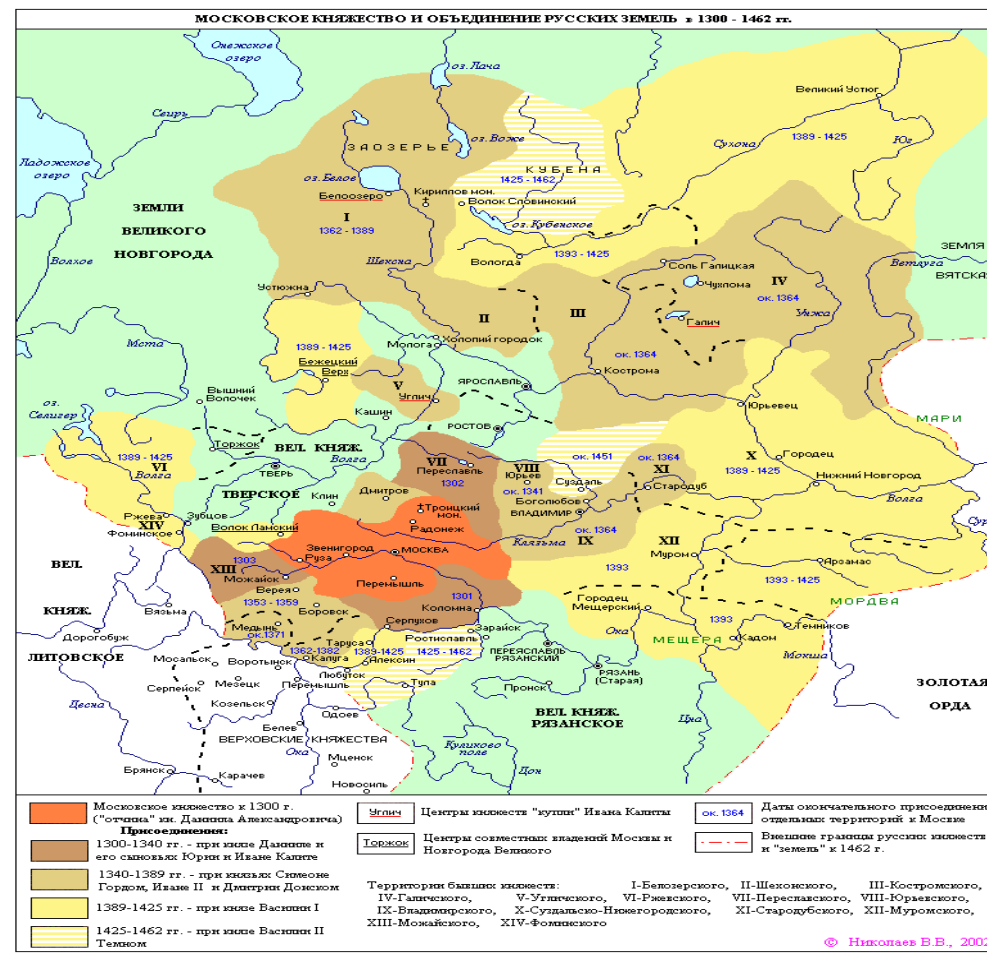 МОСКОВСКОЕ КНЯЖЕСТВО И ОБЪЕДИНЕНИЕ РУССКИХ ЗЕМЕЛЬ в 1300 - 1462 гг.
Онежское
озеро
оз. Лача
Великий Устюг
Свирь
1389 - 1425
Юг
Сухона
Ладожское
озеро
ЗАОЗЕРЬЕ
оз. Воже
КУБЕНА
1425 - 1462
оз. Белое
Белоозеро
Кириллов мон.
Волок Словинский
I
1362 - 1389
оз. Кубенское
ЗЕМЛИ
ВЕЛИКОГО
НОВГОРОДА
Волхов
Шексна
Вологда
1393 - 1425
Соль Галицкая
Чухлома
IV
ок. 1364
Ветлуга
ЗЕМЛЯ
ВЯТСКАЯ
Устюжна
II
III
Галич
Унжа
Мста
1389 - 1425
Молога
Холопий городок
ок. 1364
Кострома
Бежецкий
Верх
V
Углич
ЯРОСЛАВЛЬ
Вышний
Волочек
Кашин
Юрьевец
оз.
Селигер
РОСТОВ
МАРИ
Торжок
ВЕЛ. КНЯЖ.
Волга
1389 - 1425
VI
Волга
ТВЕРЬ
ТВЕРСКОЕ
VII
Переславль
1302
VIII
Юрьев
ок. 1341
ок. 1451
Суздаль
ок. 1364
XI
Стародуб
X
1389 - 1425
Городец
Нижний Новгород
Волга
Клин
Дмитров
Троицкий
мон.
Радонеж
Боголюбов
ВЛАДИМИР
ок. 1364
Ржева
XIV
Фоминское
Зубцов
Волок Ламский
Клязьма
IX
XII
Сура
ВЕЛ.
1303
XIII
Звенигород
Руза
МОСКВА
Муром
Арзамас
Можайск
Перемышль
1393
1393 - 1425
Верея
1353 - 1359
1301
Коломна
Городец
Мещерский
МОРДВА
КНЯЖ.
Вязьма
Боровск
Серпухов
1393
Темников
Дорогобуж
Медынь
ок.1371
Таруса
Ростиславль
Зарайск
Ока
МЕЩЕРА
Кадом
ЛИТОВСКОЕ
1362-1382
1389-1425
1425 - 1462
ПЕРЕЯСЛАВЛЬ
РЯЗАНСКИЙ
Мокша
Мосальск
Воротынск
Калуга
Алексин
РЯЗАНЬ
(Старая)
Серпейск
Мезецк
Перемышль
Любутск
Тула
Пронск
ЗОЛОТАЯ
ОРДА
Десна
Козельск
Одоев
ВЕЛ. КНЯЖ.
РЯЗАНСКОЕ
Цна
Белев
ВЕРХОВСКИЕ КНЯЖЕСТВА
Куликово
поле
Ока
Мценск
Брянск
Карачев
Дон
Новосиль
Московское княжество к 1300 г.
("отчина" кн. Даниила Александровича)
Присоединения:
1300-1340 гг. - при князе Данииле и
его сыновьях Юрии и Иване Калите
1340-1389 гг. - при князьях Симеоне
Гордом, Иване II и Дмитрии Донском
1389-1425 гг. - при князе Василии I
1425-1462 гг. - при князе Василии II
Темном
Углич
Центры княжеств "купли" Ивана Калиты
Торжок
Центры совместных владений Москвы и
Новгорода Великого
ок. 1364
Даты окончательного присоединени
отдельных территорий к Москве
Внешние границы русских княжеств
и "земель" к 1462 г.
Территории бывших княжеств: I-Белозерского, II-Шехонского, III-Костромского,
IV-Галичского, V-Угличского, VI-Ржевского, VII-Переславского, VIII-Юрьевского,
IX-Владимирского, X-Суздальско-Нижегородского, XI-Стародубского, XII-Муромского,
XIII-Можайского, XIV-Фоминского
© Николаев В.В., 2002